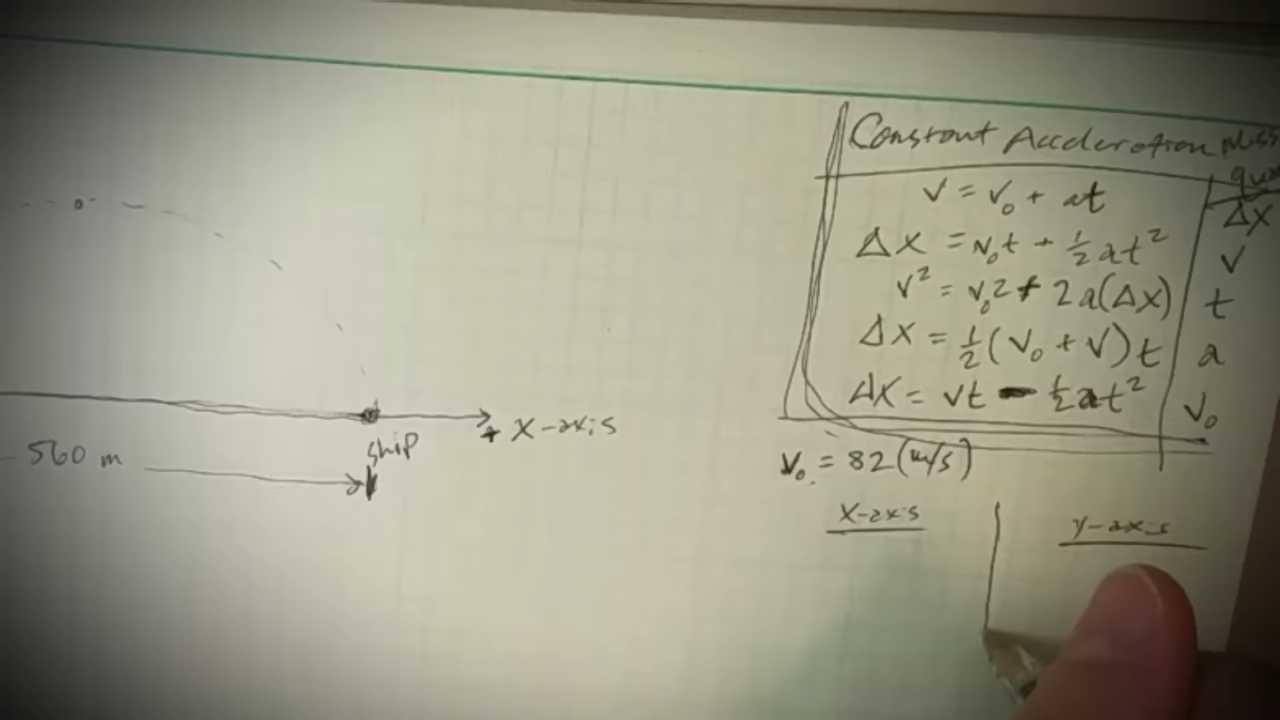 Constant Acceleration
v = v₀ + at
Δx = v₀t + ½at²
v² = v₀² + 2a(Δx)
Δx = ½(v₀ + v)t
Δx = vt - ½at²
Δx
v
t
a
v₀
560 m
ship
+ x-axis
v₀ = 82 (m/s)
x-axis
y-axis